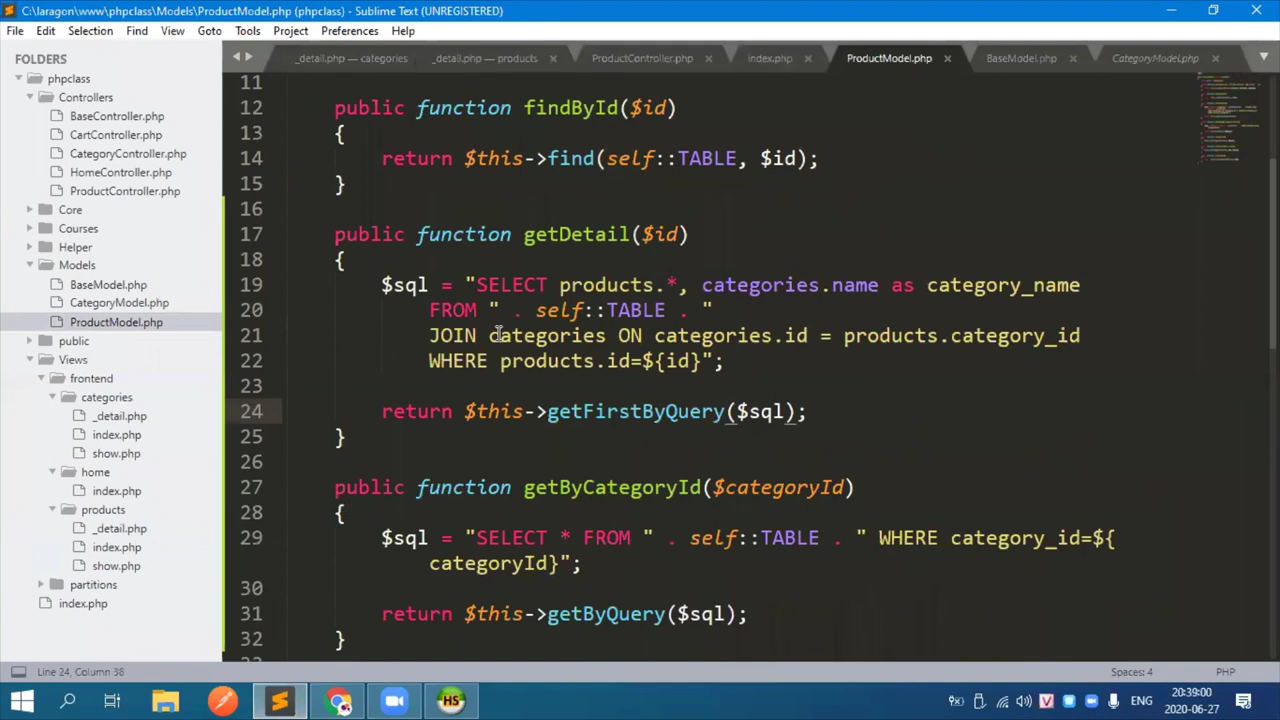 C:\laragon\www\phpclass\Models\ProductModel.php (phpclass) - Sublime Text (UNREGISTERED)
File Edit Selection Find View Goto Tools Project Preferences Help
FOLDERS
phpclass
Controllers
BaseController.php
CartController.php
CategoryController.php
HomeController.php
ProductController.php
Core
Courses
Helper
Models
BaseModel.php
CategoryModel.php
ProductModel.php
public
Views
frontend
categories
_detail.php
index.php
show.php
home
index.php
products
_detail.php
index.php
show.php
partitions
index.php
_detail.php — categories _detail.php — products ProductController.php index.php ProductModel.php BaseModel.php CategoryModel.php
11
12 public function findById($id)
13 {
14 return $this->find(self::TABLE, $id);
15 }
16
17 public function getDetail($id)
18 {
19 $sql = "SELECT products.*, categories.name as category_name
20 FROM " . self::TABLE . "
21 JOIN categories ON categories.id = products.category_id
22 WHERE products.id=${id}";
23
24 return $this->getFirstByQuery($sql);
25 }
26
27 public function getByCategoryId($categoryId)
28 {
29 $sql = "SELECT * FROM " . self::TABLE . " WHERE category_id=${
categoryId}";
30
31 return $this->getByQuery($sql);
32 }
Line 24, Column 38 Spaces: 4 PHP
HS V ENG 20:39:00
2020-06-27